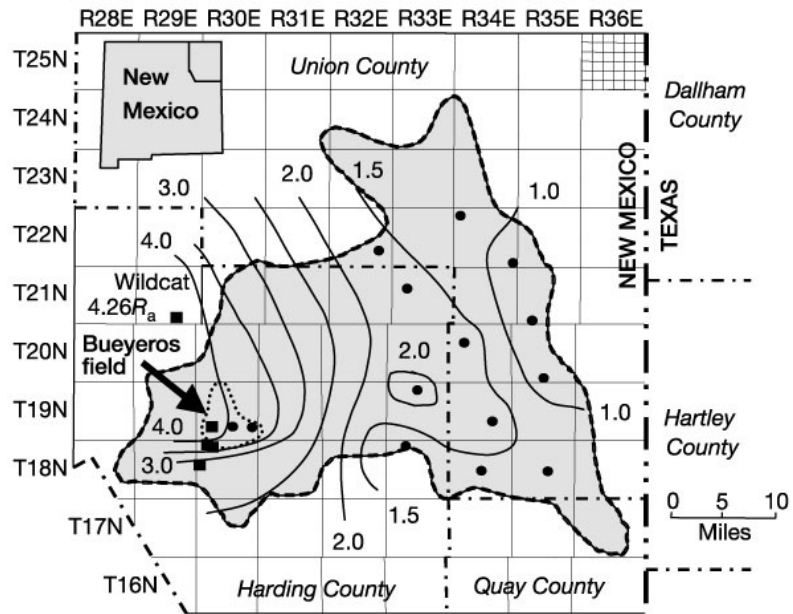 R28E R29E R30E R31E R32E R33E R34E R35E R36E
T25N
T24N
T23N
T22N
T21N
T20N
T19N
T18N
T17N
T16N
New
Mexico
Union County
Dallham
County
NEW MEXICO
TEXAS
3.0
2.0
1.5
1.0
4.0
Wildcat
4.26Ra
Bueyeros
field
2.0
4.0
3.0
1.0
Hartley
County
1.5
2.0
0 5 10
Miles
Harding County
Quay County